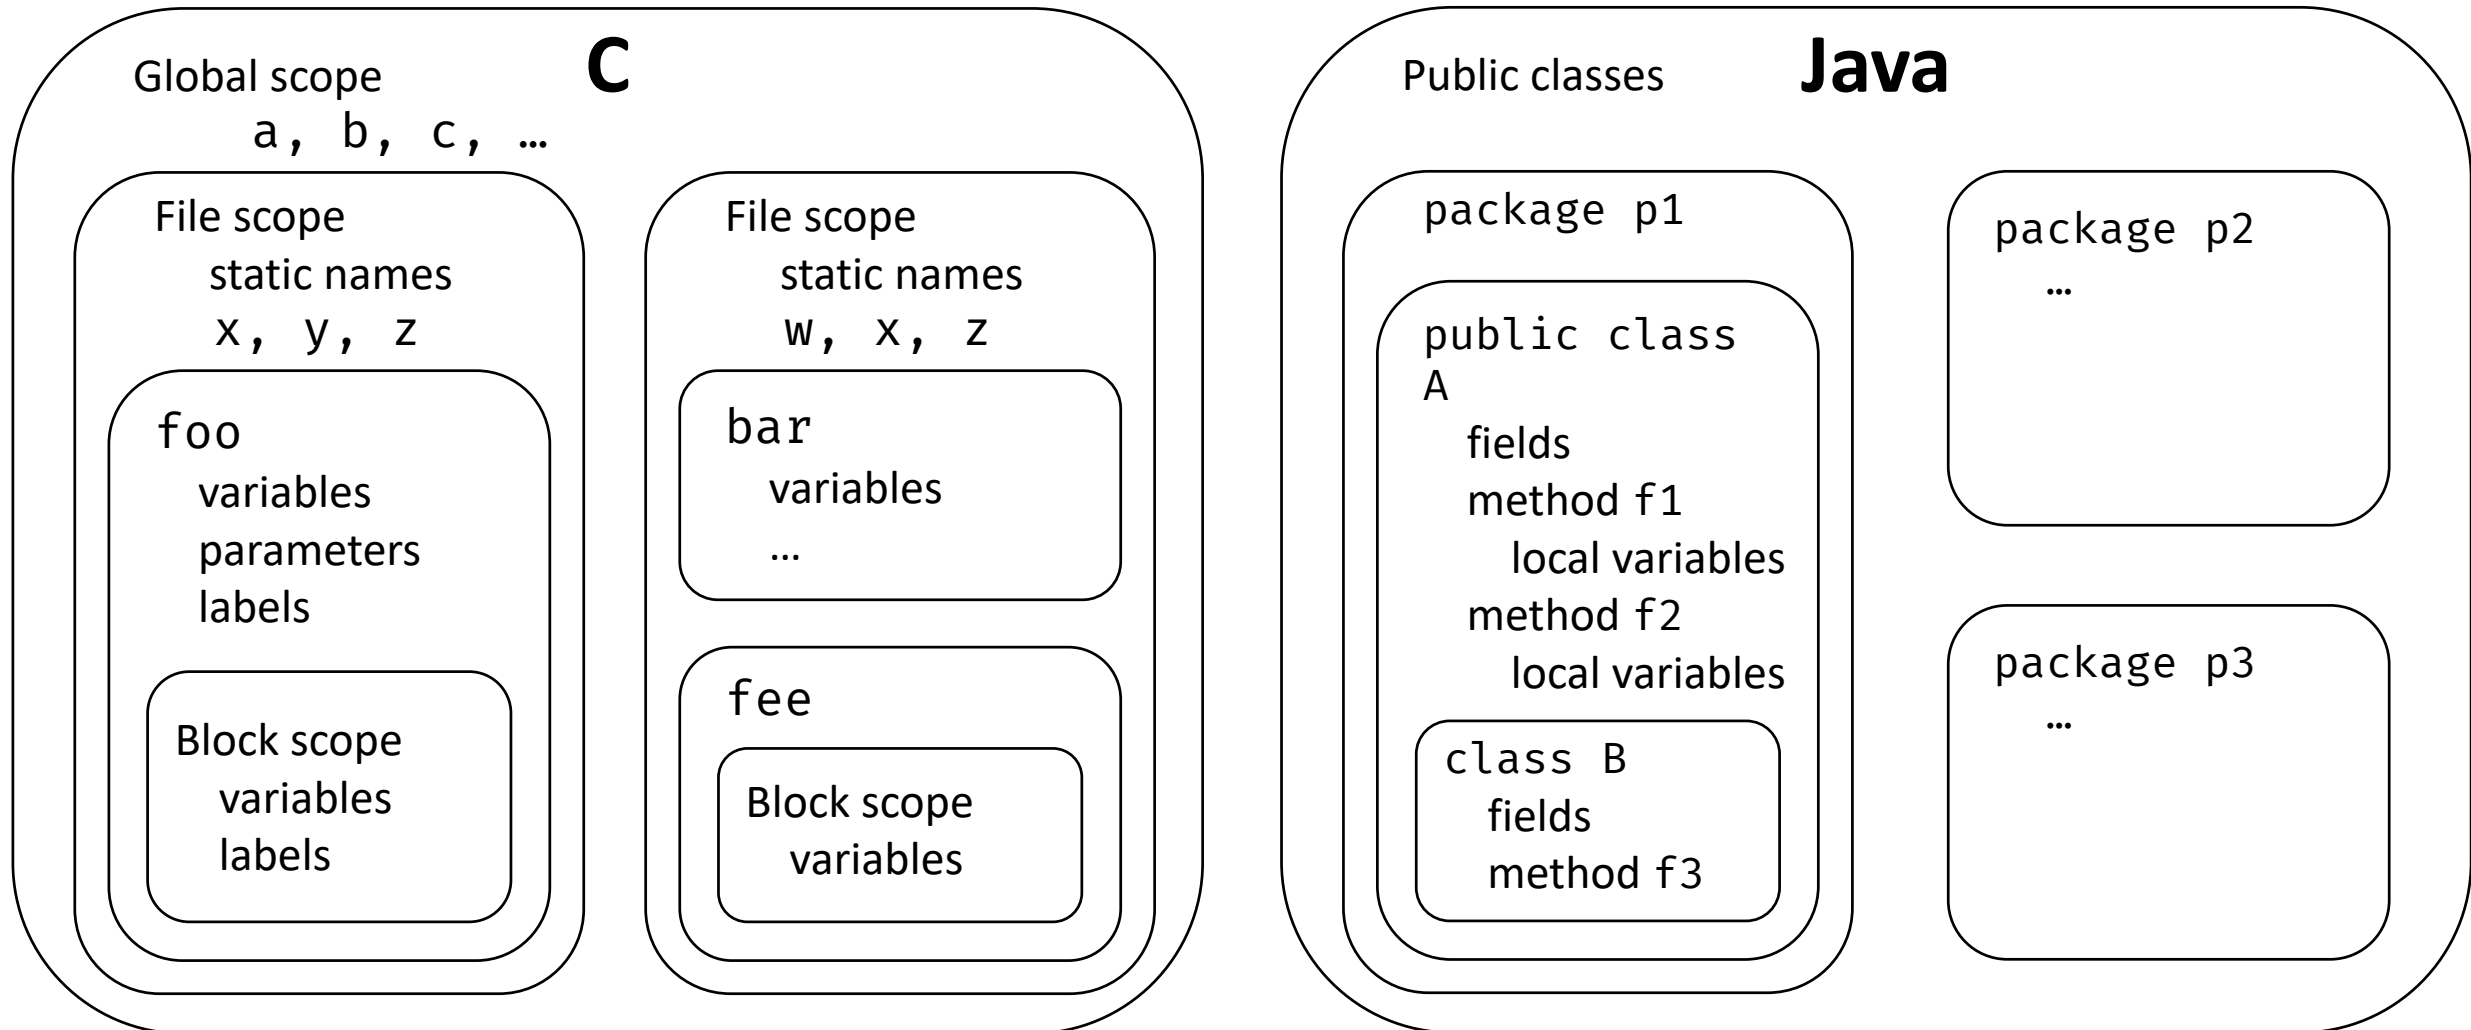 C
Global scope
a, b, c, …
File scope
static names
x, y, z
foo
variables
parameters
labels
Block scope
variables
labels
File scope
static names
w, x, z
bar
variables
…
fee
Block scope
variables
Java
Public classes
package p1
public class
A
fields
method f1
local variables
method f2
local variables
class B
fields
method f3
package p2
…
package p3
…